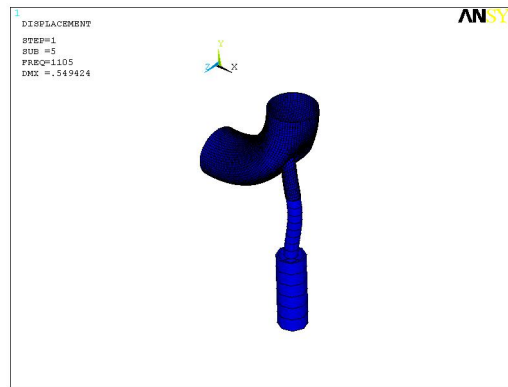 1
DISPLACEMENT
STEP=1
SUB =5
FREQ=1105
DMX =.549424
ANSY
Y
Z
X